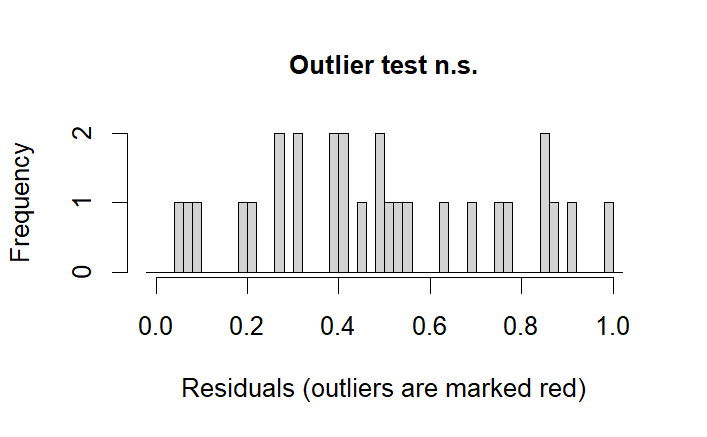 Outlier test n.s.
Frequency
2
1
0
0.0 0.2 0.4 0.6 0.8 1.0
Residuals (outliers are marked red)